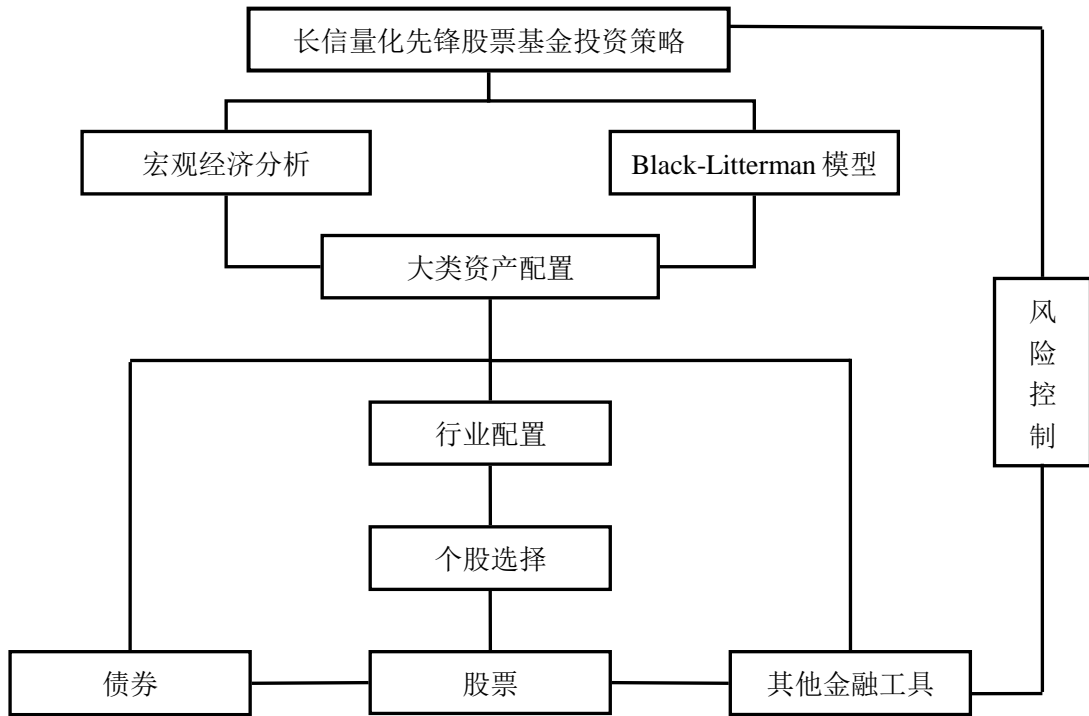 长信量化先锋股票基金投资策略
宏观经济分析
Black-Litterman 模型
大类资产配置
风
险
控
制
行业配置
个股选择
债券
股票
其他金融工具